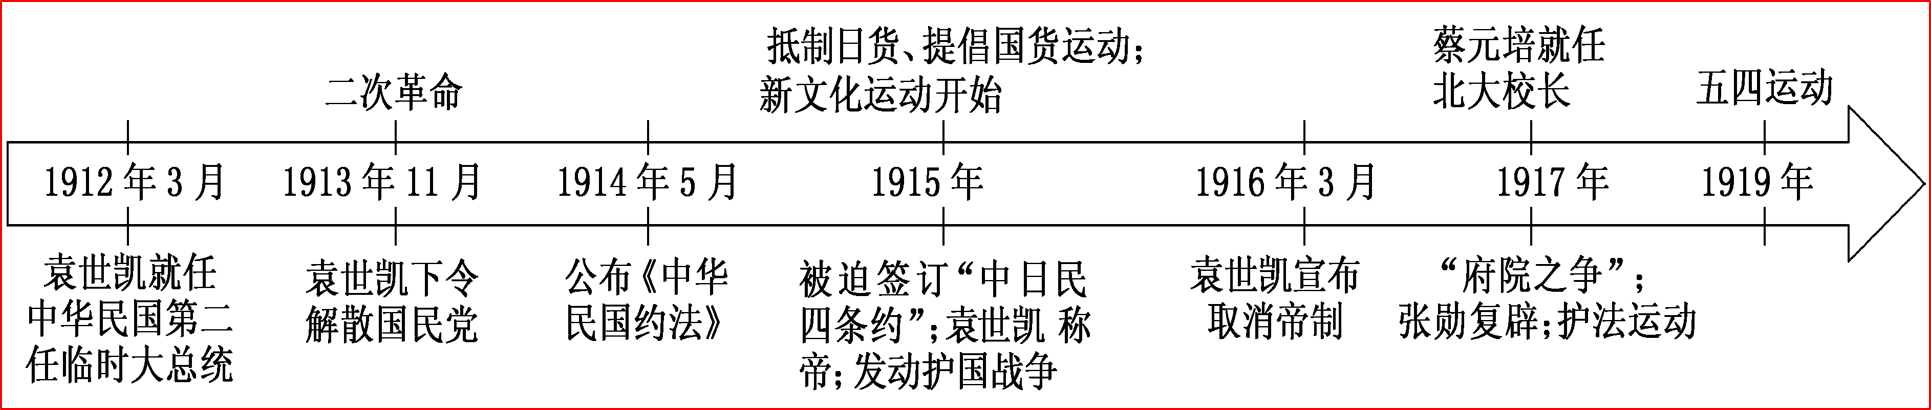 二次革命
抵制日货、提倡国货运动;
新文化运动开始
蔡元培就任
北大校长
五四运动
1912年3月
1913年11月
1914年5月
1915年
1916年3月
1917年
1919年
袁世凯就任
中华民国第二
任临时大总统
袁世凯下令
解散国民党
公布《中华
民国约法》
被迫签订“中日民
四条约”;袁世凯 称
帝;发动护国战争
袁世凯宣布
取消帝制
“府院之争”;
张勋复辟;护法运动